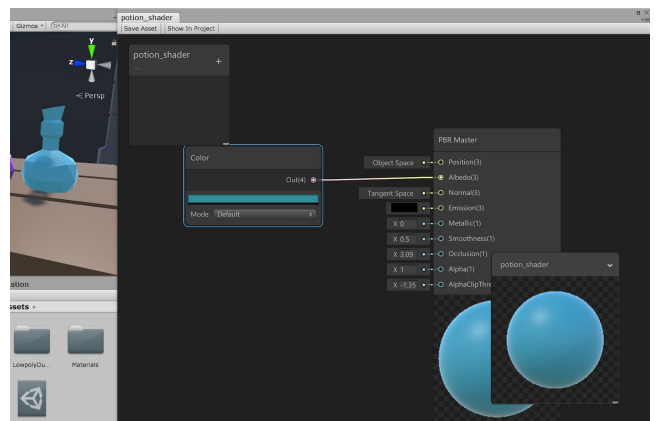 Gizmos
All
y
z
Persp
ation
ssets
LowpolyDu...
Materials
potion_shader
Save Asset
Show In Project
potion_shader
...
+
Color
Out(4)
Mode
Default
PBR Master
Object Space
Position(3)
Albedo(3)
Tangent Space
Normal(3)
Emission(3)
X 0
Metallic(1)
X 0.5
Smoothness(1)
X 3.09
Occlusion(1)
X 1
Alpha(1)
X -1.35
AlphaClipThre
potion_shader